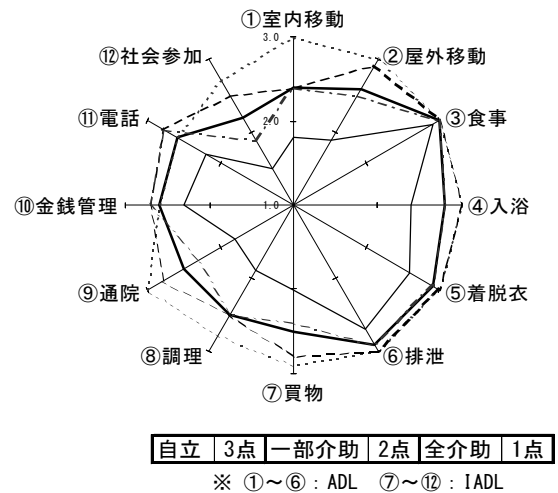 ①室内移動
3.0
⑫社会参加
②屋外移動
⑪電話
2.0
③食事
⑩金銭管理
1.0
④入浴
⑨通院
⑤着脱衣
⑧調理
⑥排泄
⑦買物
自立 3点 一部介助 2点 全介助 1点
※ ①～⑥：ADL ⑦～⑫：IADL